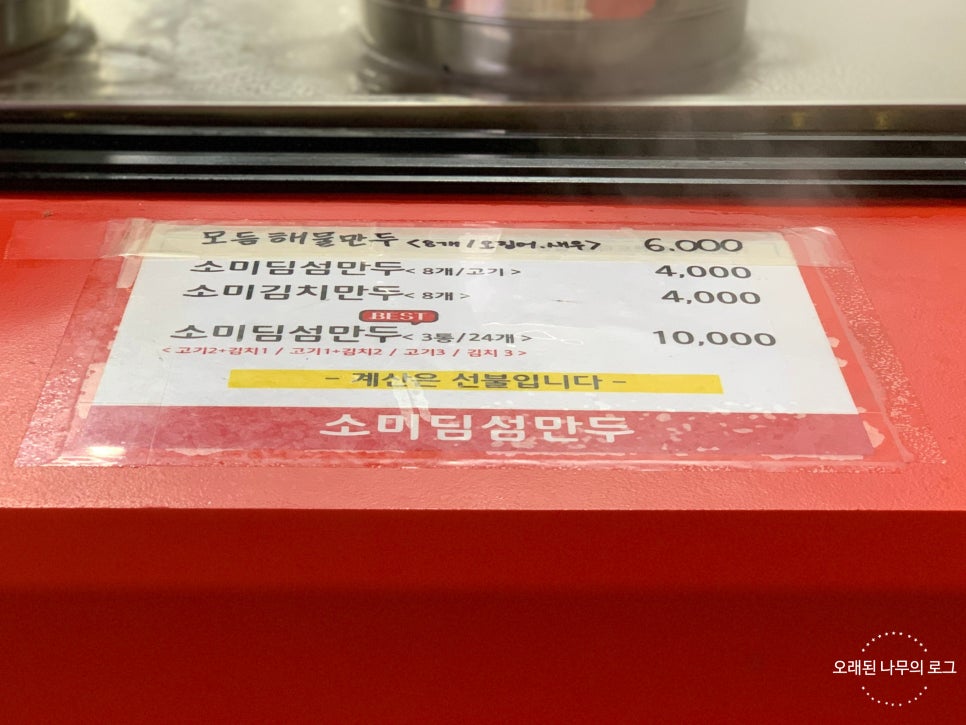 모듬해물만두 <8개/오징어.새우> 6,000
소미딤섬만두 < 8개/고기 > 4,000
소미김치만두 < 8개 > 4,000
BEST
소미딤섬만두 < 3통/24개 > 10,000
< 고기2+김치1 / 고기1+김치2 / 고기3 / 김치 3 >
- 계산은 선불입니다 -
소미딤섬만두
오래된 나무의 로그